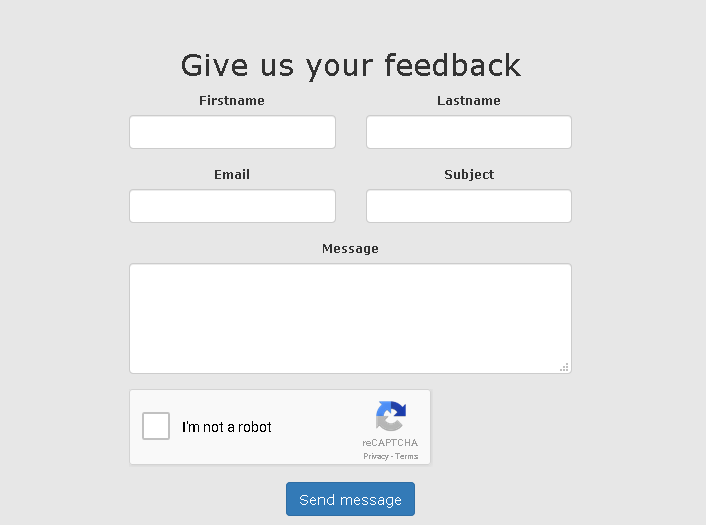 Give us your feedback
Firstname Lastname
Email Subject
Message
I'm not a robot
reCAPTCHA
Privacy - Terms
Send message